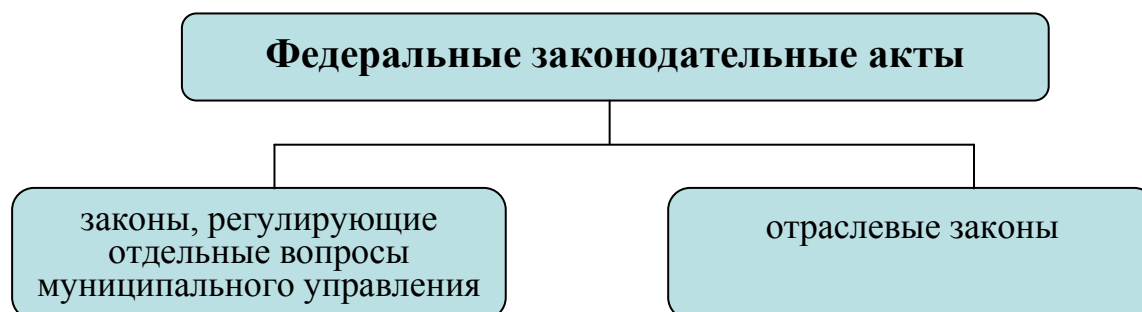 Федеральные законодательные акты
законы, регулирующие
отдельные вопросы
муниципального управления
отраслевые законы